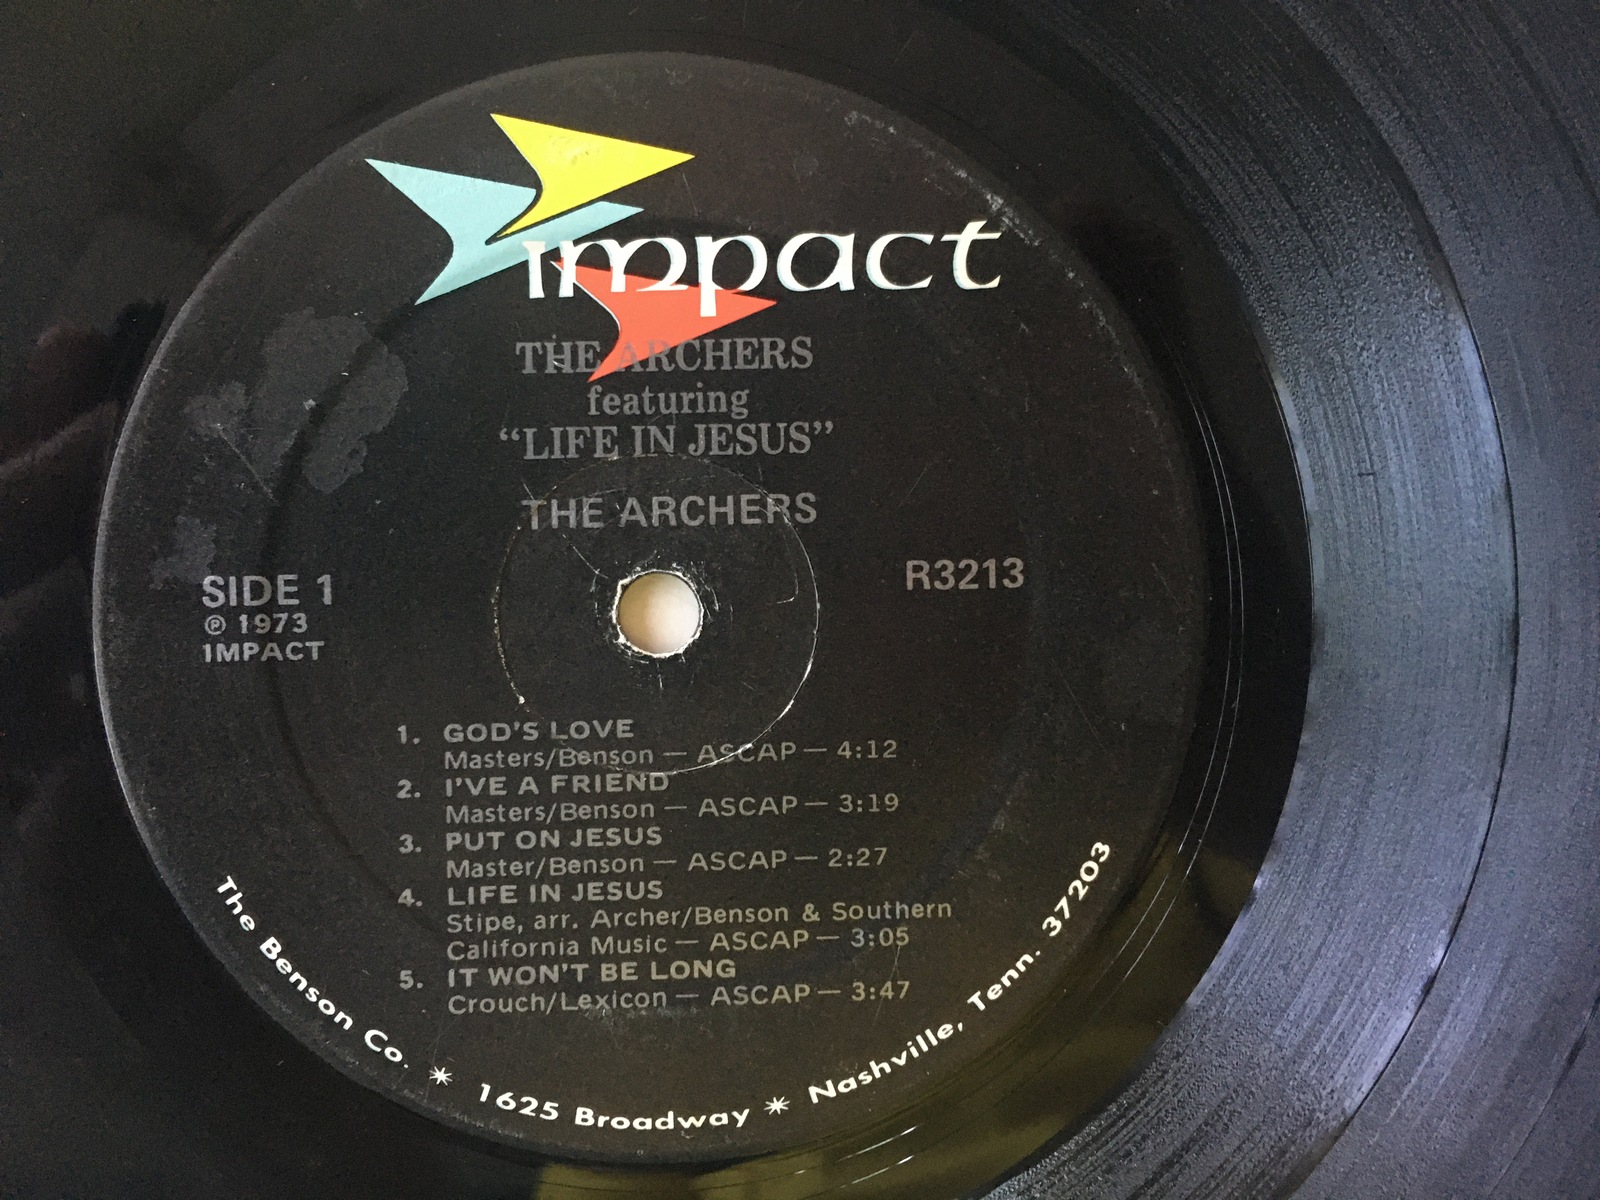 impact
THE ARCHERS
featuring
“LIFE IN JESUS”
THE ARCHERS
SIDE 1
℗ 1973
IMPACT
R3213
1. GOD'S LOVE
Masters/Benson — ASCAP — 4:12
2. I'VE A FRIEND
Masters/Benson — ASCAP — 3:19
3. PUT ON JESUS
Master/Benson — ASCAP — 2:27
4. LIFE IN JESUS
Stipe, arr. Archer/Benson & Southern
California Music — ASCAP — 3:05
5. IT WON'T BE LONG
Crouch/Lexicon — ASCAP — 3:47
The Benson Co. * 1625 Broadway * Nashville, Tenn. 37203